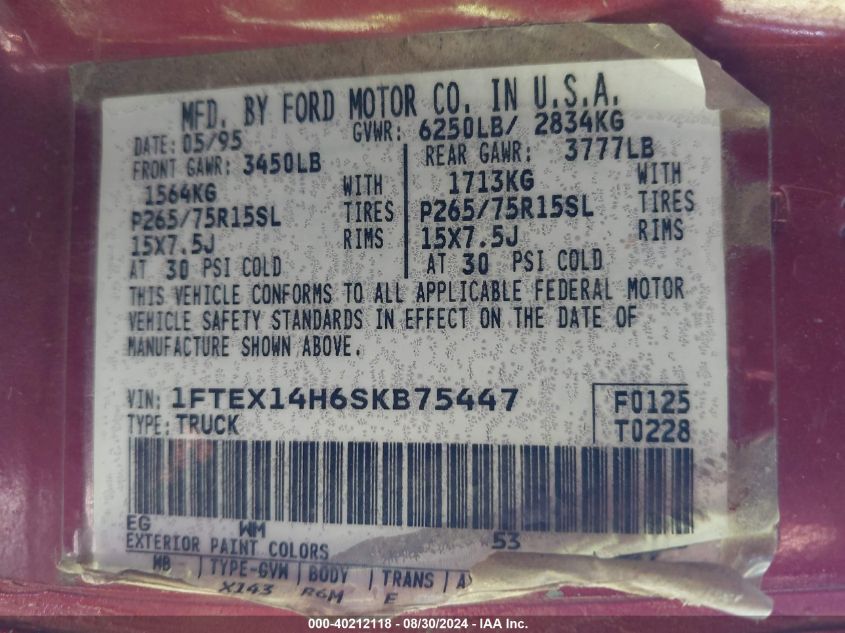 MFD. BY FORD MOTOR CO. IN U.S.A.
DATE: 05/95 GVWR: 6250LB/ 2834KG
FRONT GAWR: 3450LB REAR GAWR: 3777LB
1564KG WITH 1713KG WITH
P265/75R15SL TIRES P265/75R15SL TIRES
15X7.5J RIMS 15X7.5J RIMS
AT 30 PSI COLD AT 30 PSI COLD
THIS VEHICLE CONFORMS TO ALL APPLICABLE FEDERAL MOTOR
VEHICLE SAFETY STANDARDS IN EFFECT ON THE DATE OF
MANUFACTURE SHOWN ABOVE.
VIN: 1FTEX14H6SKB75447 F0125
TYPE: TRUCK T0228
EG WM 53
EXTERIOR PAINT COLORS
WB | TYPE-GVW | BODY | TRANS | A
X143 R6M E
000-40212118 - 08/30/2024 - IAA Inc.